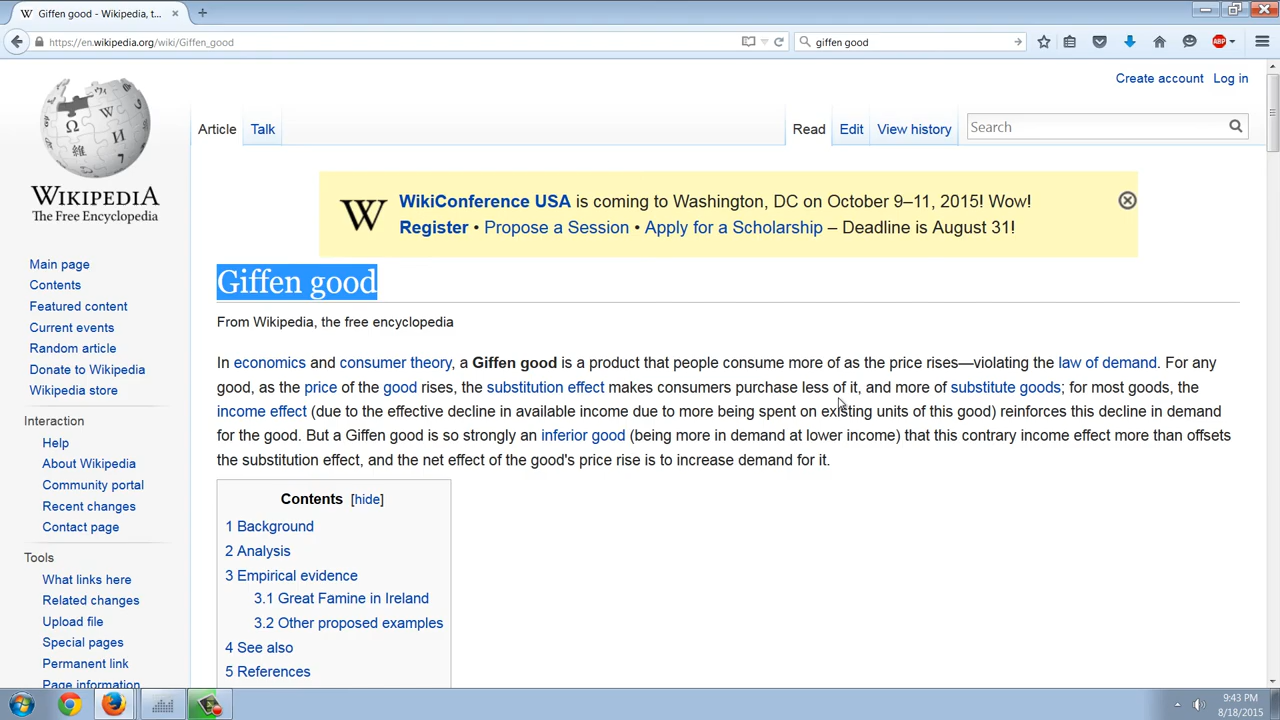 Giffen good - Wikipedia, t...
https://en.wikipedia.org/wiki/Giffen_good
giffen good
ABP
Create account Log in
Article Talk
Read Edit View history
Search
WIKIPEDIA
The Free Encyclopedia
W
WikiConference USA is coming to Washington, DC on October 9–11, 2015! Wow!
Register • Propose a Session • Apply for a Scholarship – Deadline is August 31!
Main page
Contents
Featured content
Current events
Random article
Donate to Wikipedia
Wikipedia store
Interaction
Help
About Wikipedia
Community portal
Recent changes
Contact page
Tools
What links here
Related changes
Upload file
Special pages
Permanent link
Page information
Giffen good
From Wikipedia, the free encyclopedia
In economics and consumer theory, a Giffen good is a product that people consume more of as the price rises—violating the law of demand. For any
good, as the price of the good rises, the substitution effect makes consumers purchase less of it, and more of substitute goods; for most goods, the
income effect (due to the effective decline in available income due to more being spent on existing units of this good) reinforces this decline in demand
for the good. But a Giffen good is so strongly an inferior good (being more in demand at lower income) that this contrary income effect more than offsets
the substitution effect, and the net effect of the good's price rise is to increase demand for it.
Contents [hide]
1 Background
2 Analysis
3 Empirical evidence
3.1 Great Famine in Ireland
3.2 Other proposed examples
4 See also
5 References
9:43 PM
8/18/2015